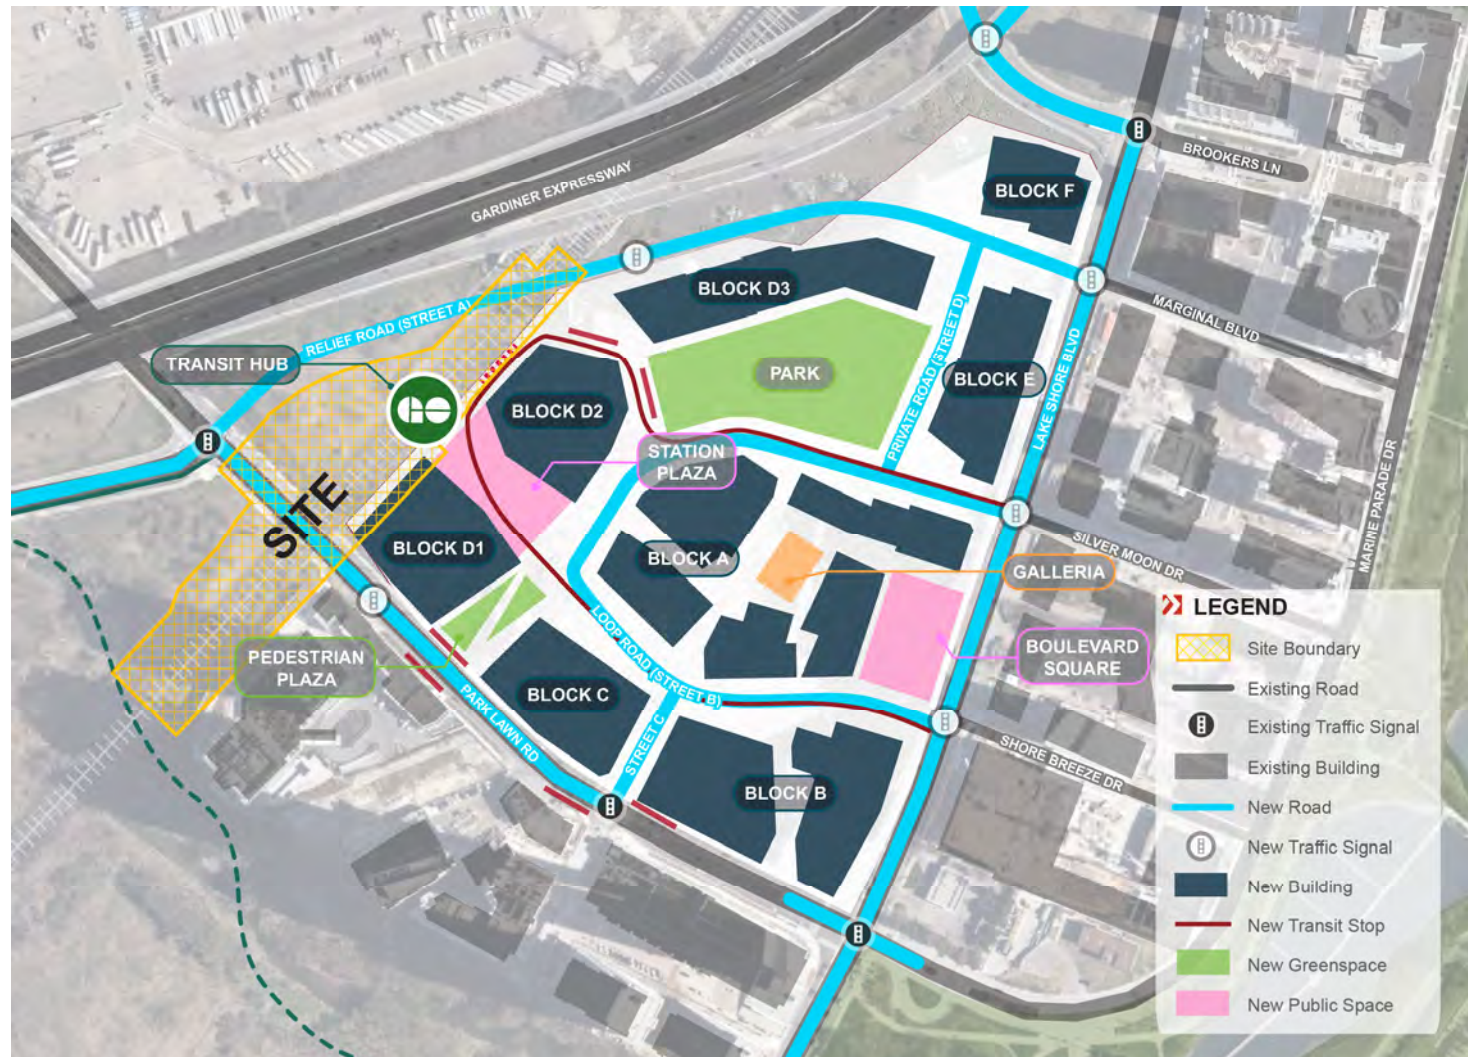 BROOKERS LN
BLOCK F
GARDINER EXPRESSWAY
BLOCK D3
MARGINAL BLVD
RELIEF ROAD (STREET A)
TRANSIT HUB
PARK
PRIVATE ROAD (STREET D)
BLOCK E
LAKE SHORE BLVD
BLOCK D2
STATION
PLAZA
MARINE PARADE DR
SITE
BLOCK D1
BLOCK A
SILVER MOON DR
GALLERIA
LOOP ROAD (STREET B)
PEDESTRIAN
PLAZA
BOULEVARD
SQUARE
BLOCK C
PARK LAWN RD
STREET C
SHORE BREEZE DR
BLOCK B
LEGEND
Site Boundary
Existing Road
Existing Traffic Signal
Existing Building
New Road
New Traffic Signal
New Building
New Transit Stop
New Greenspace
New Public Space